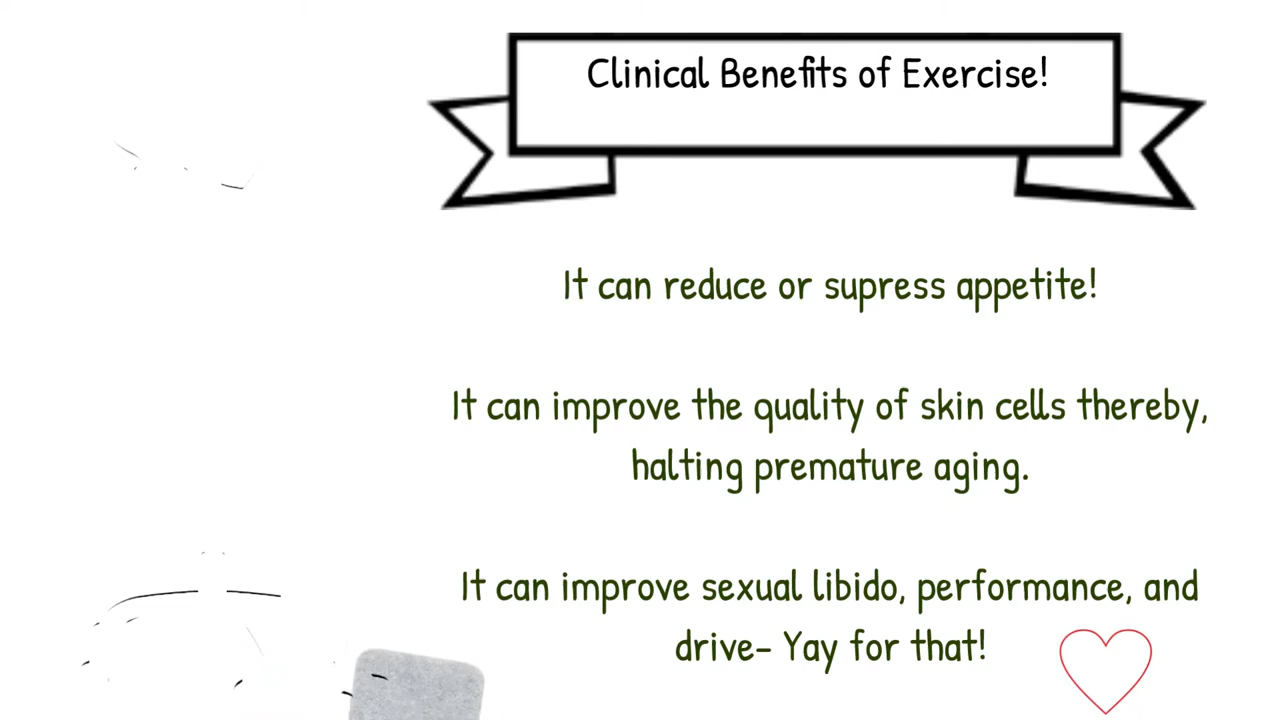 Clinical Benefits of Exercise!
It can reduce or supress appetite!
It can improve the quality of skin cells thereby,
halting premature aging.
It can improve sexual libido, performance, and
drive- Yay for that!